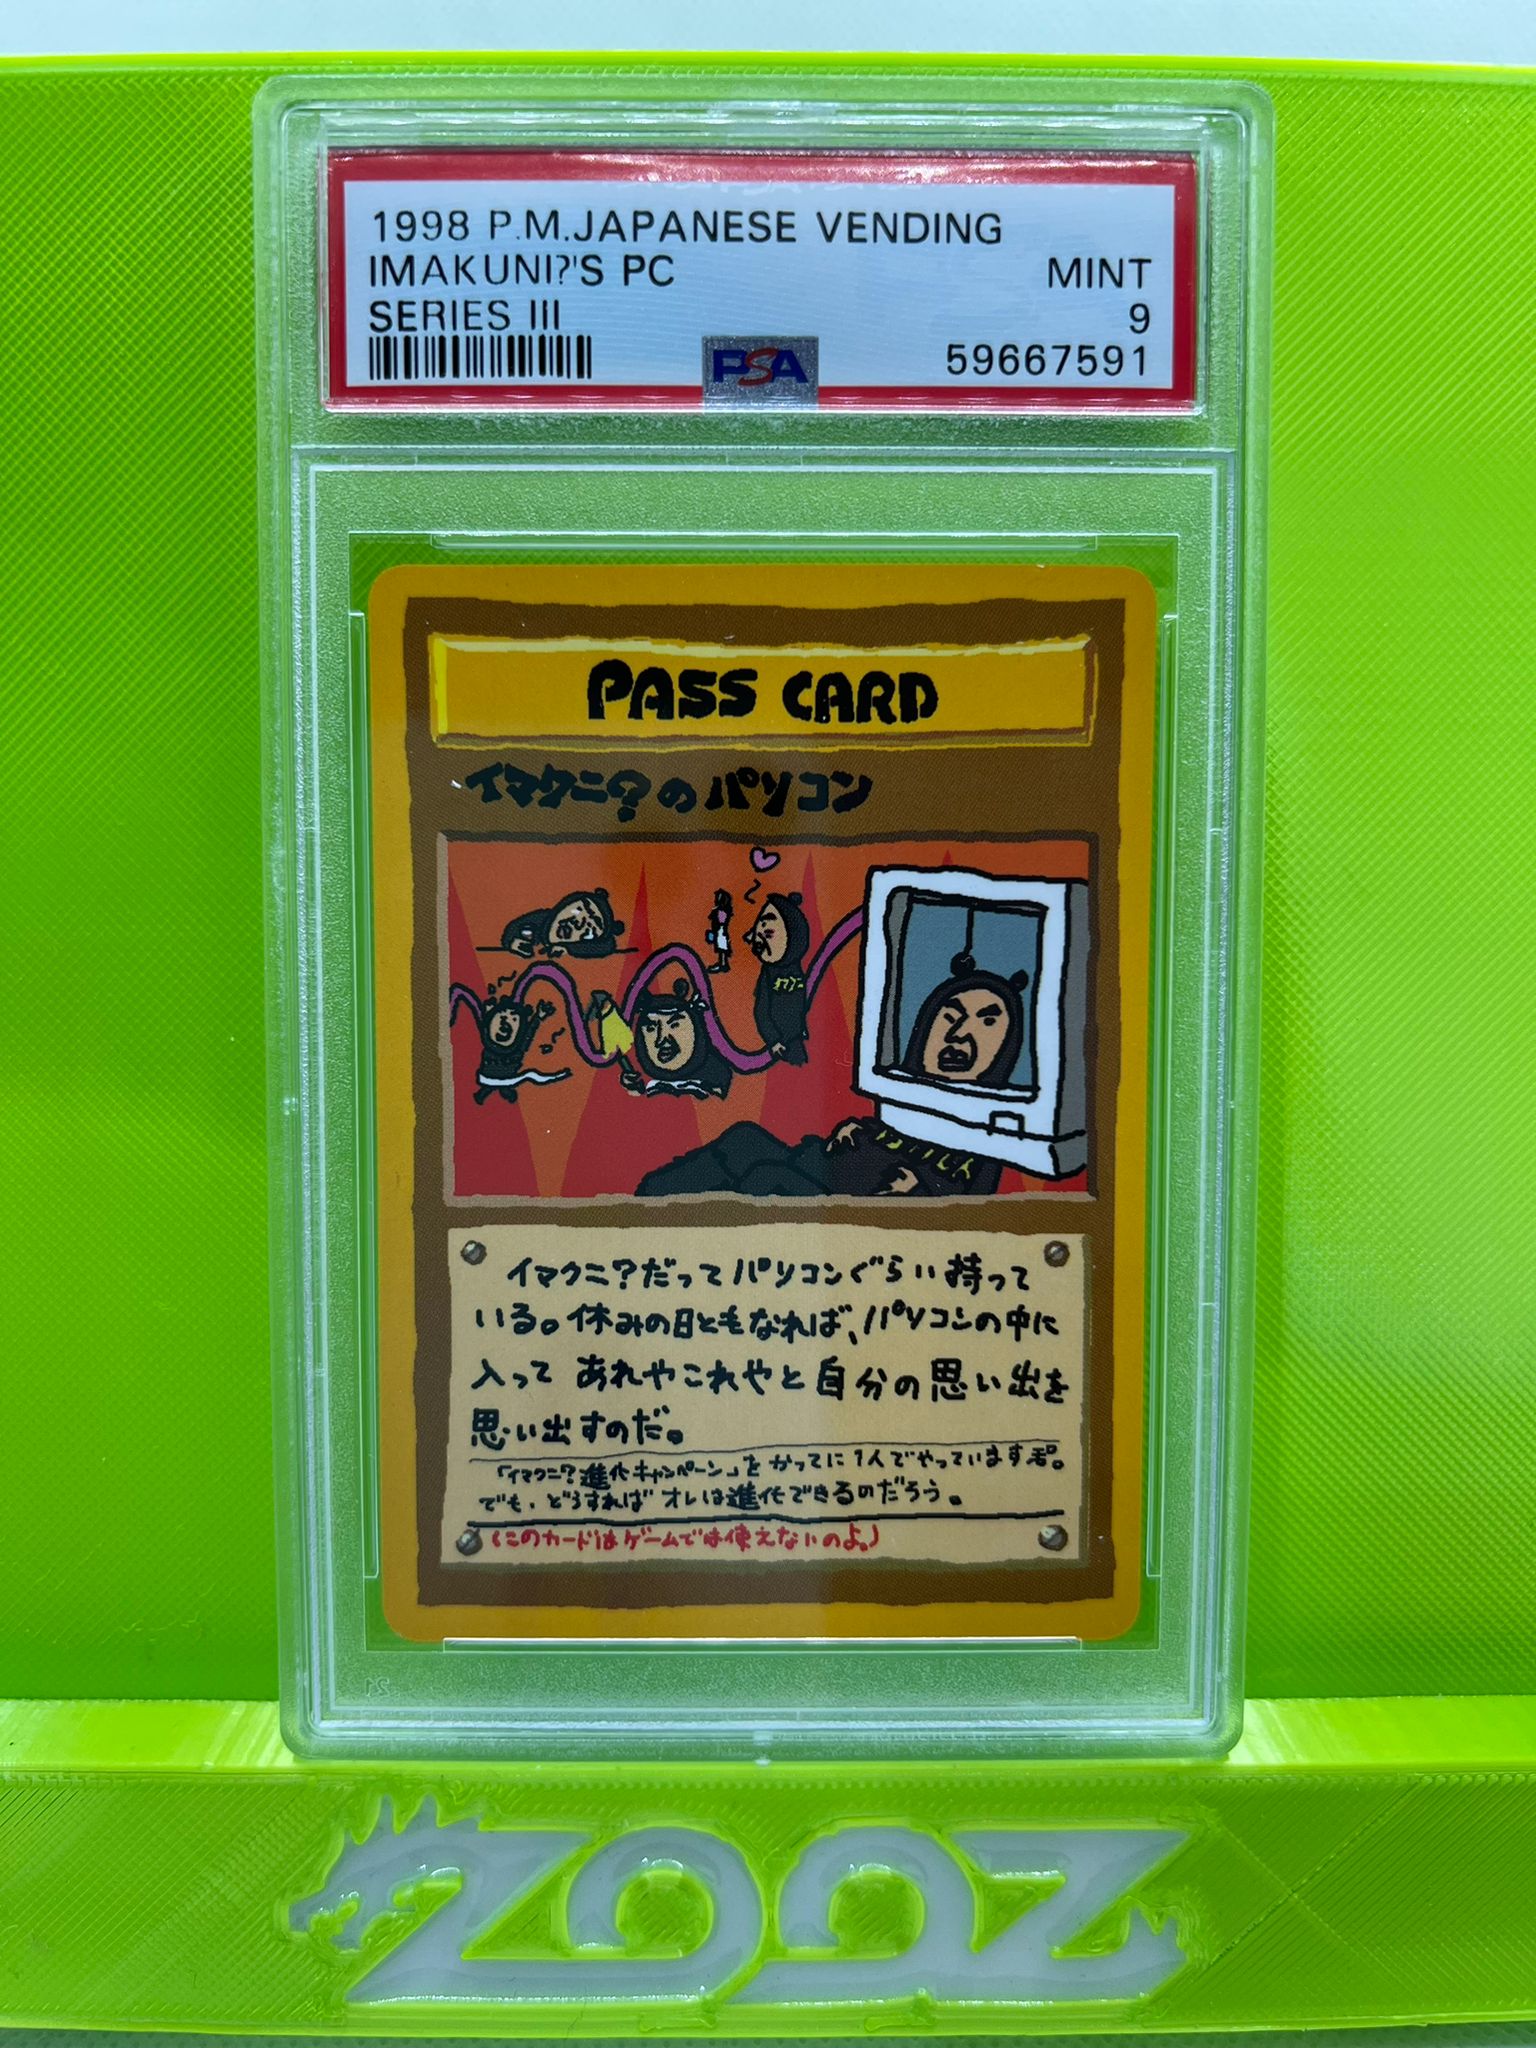 1998 P.M.JAPANESE VENDING
IMAKUNI?'S PC MINT
SERIES III 9
PSA 59667591
PASS CARD
イマクニ?のパソコン
イマクニ?だってパソコンぐらい持って
いる。休みの日ともなれば、パソコンの中に
入って あれやこれやと自分の思い出を
思い出すのだ。
「イマクニ?進化キャンペーン」を かってに1人でやっています
でも、どうすれば オレは進化できるのだろう。
(このカードはゲームでは使えないのよ。)
21
ZOOZ